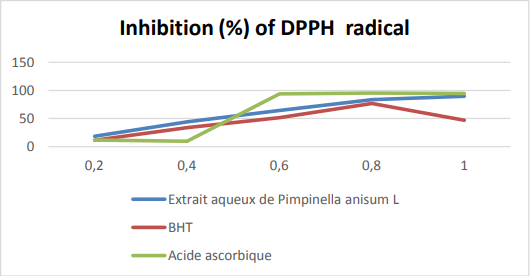 Inhibition (%) of DPPH radical
150
100
50
0
0,2 0,4 0,6 0,8 1
Extrait aqueux de Pimpinella anisum L
BHT
Acide ascorbique